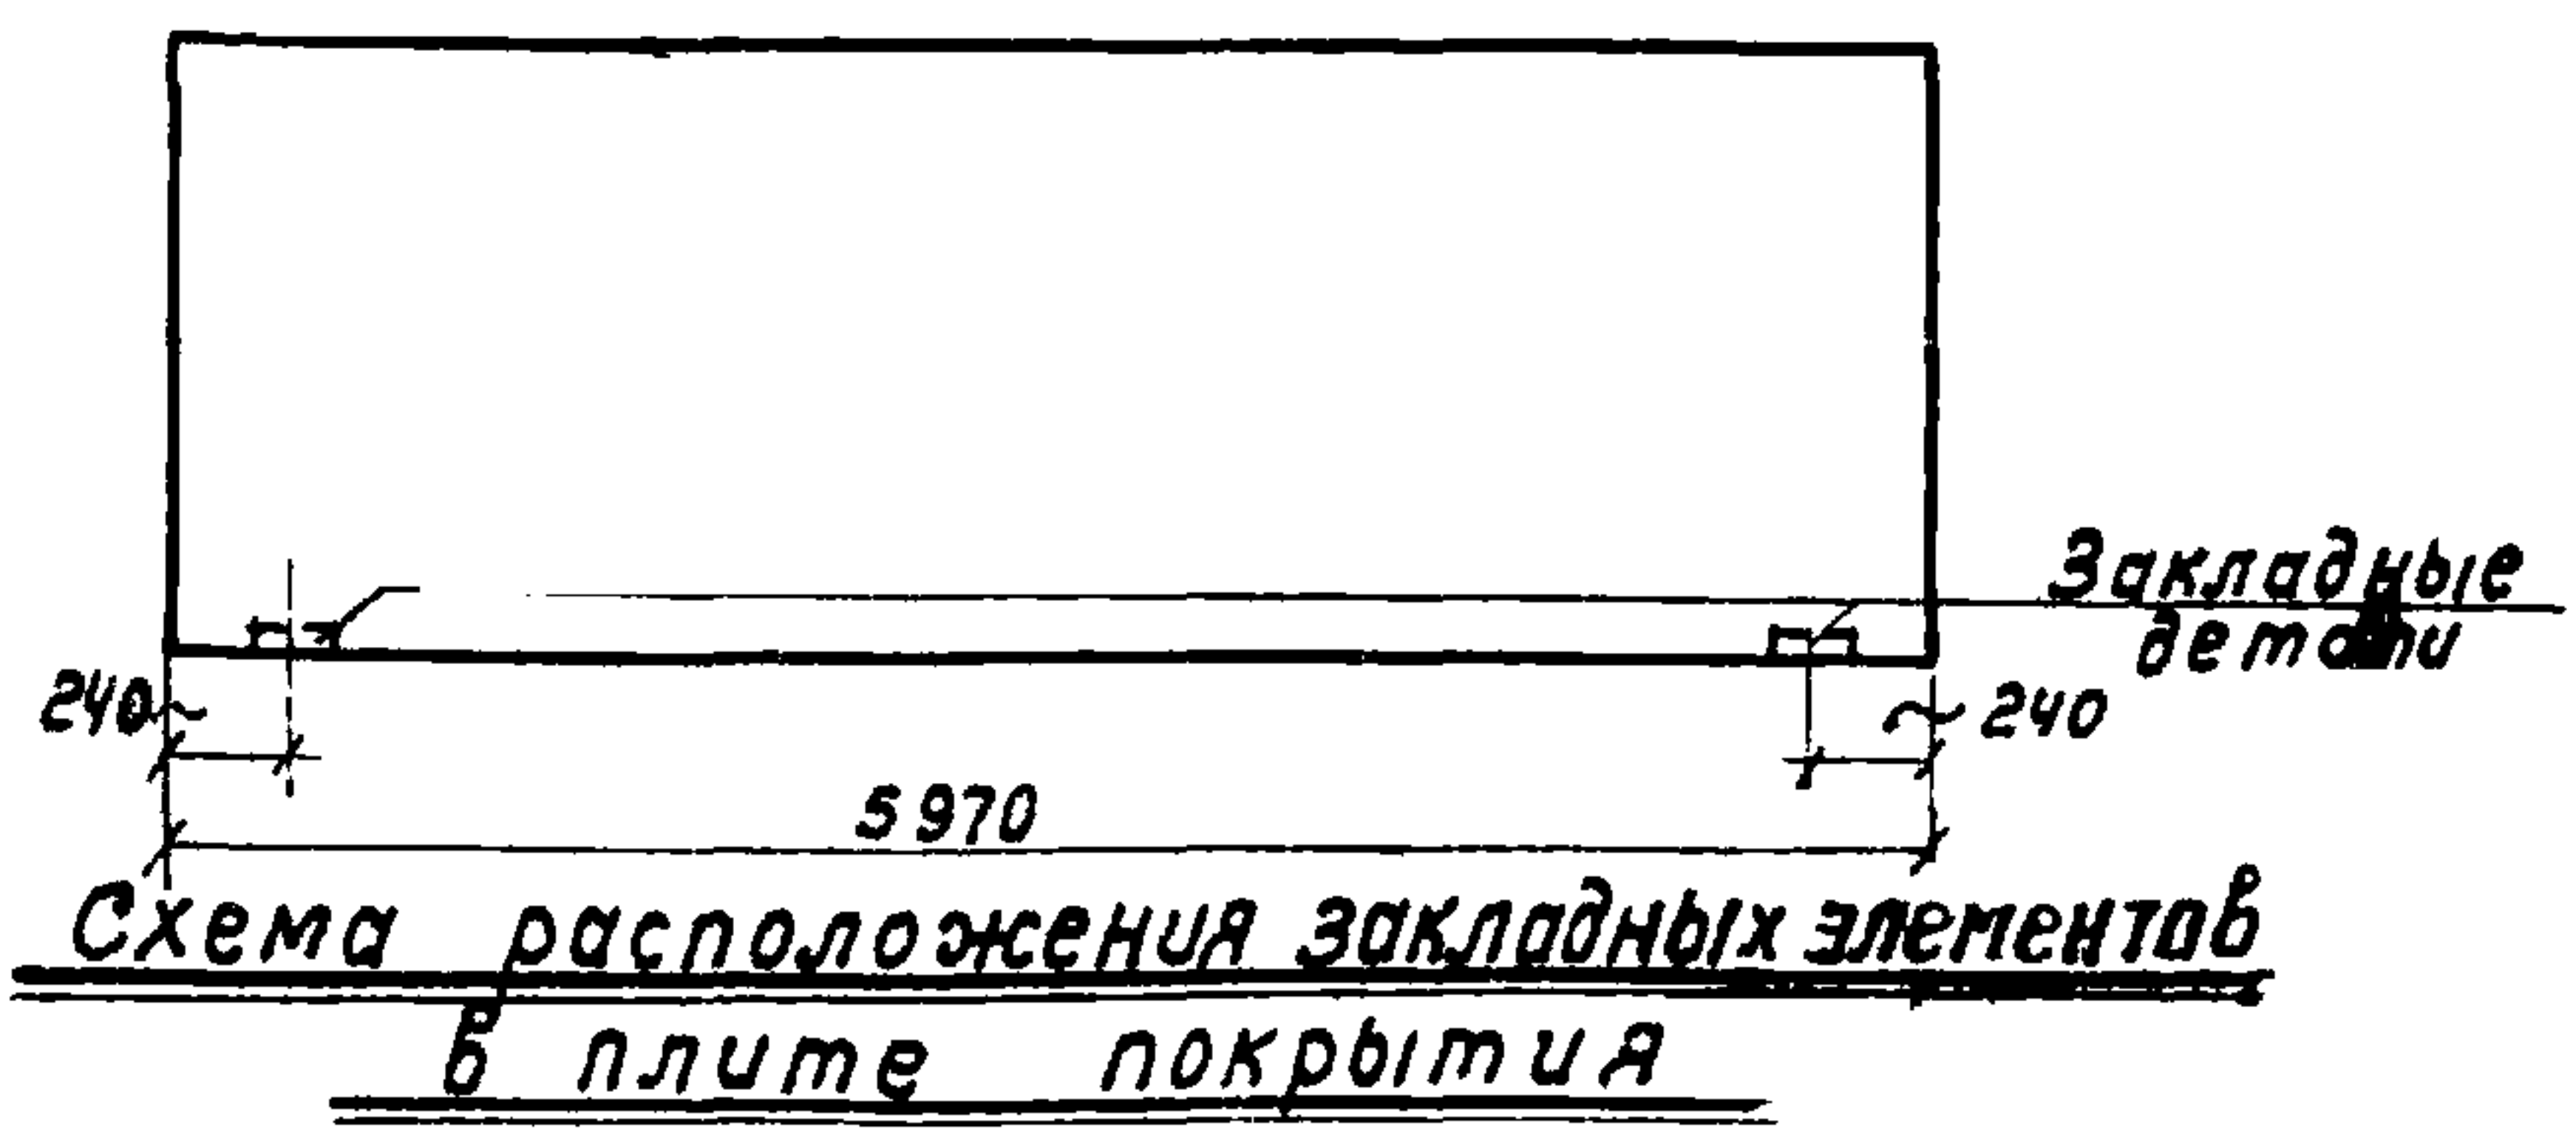 Закладные
детали
240~
~240
5970
Схема расположения закладных элементов
в плите покрытия